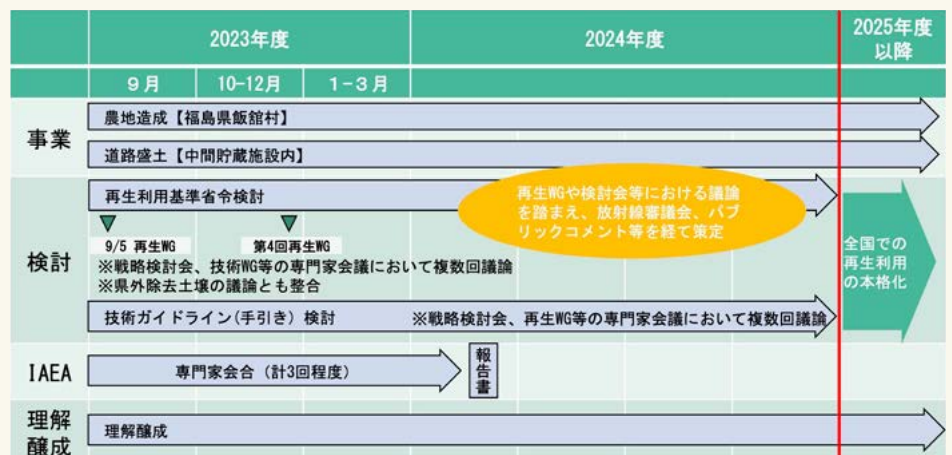 2023年度
2024年度
2025年度
以降
9月
10-12月
1-3月
事業
農地造成【福島県飯舘村】
道路盛土【中間貯蔵施設内】
検討
再生利用基準省令検討
再生WGや検討会等における議論
を踏まえ、放射線審議会、パブ
リックコメント等を経て策定
9/5 再生WG
第4回再生WG
※戦略検討会、技術WG等の専門家会議において複数回議論
※県外除去土壌の議論とも整合
技術ガイドライン(手引き) 検討
※戦略検討会、再生WG等の専門家会議において複数回議論
全国での
再生利用
の本格化
IAEA
専門家会合（計3回程度）
報告書
理解
醸成
理解醸成